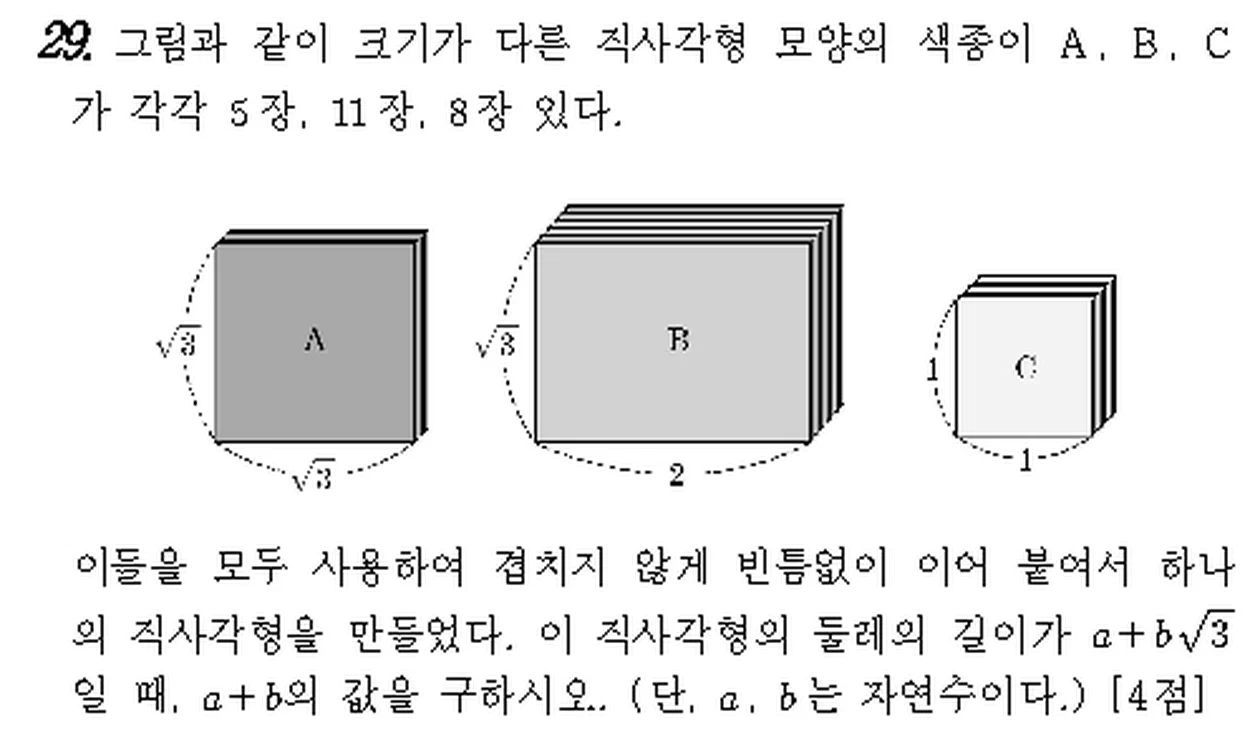 29. 그림과 같이 크기가 다른 직사각형 모양의 색종이 A, B, C
가 각각 5장, 11장, 8장 있다.
√3 A √3
√3 B 2
1 C 1
이들을 모두 사용하여 겹치지 않게 빈틈없이 이어 붙여서 하나
의 직사각형을 만들었다. 이 직사각형의 둘레의 길이가 a+b√3
일 때, a+b의 값을 구하시오. (단, a, b는 자연수이다.) [4점]